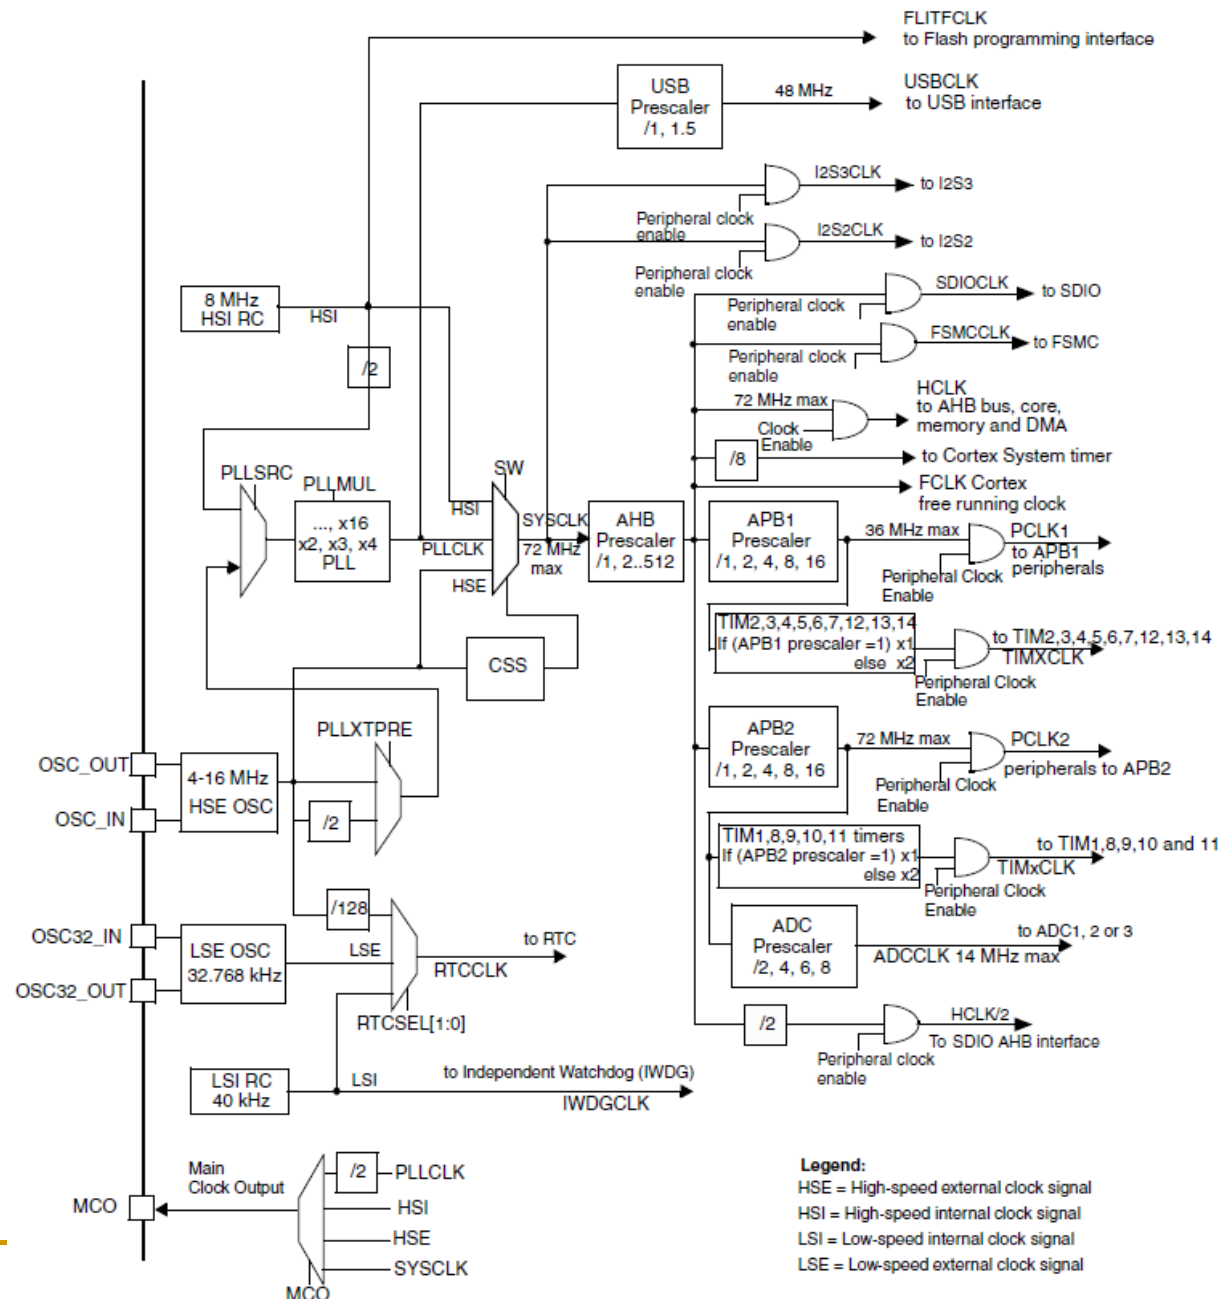 FLITFCLK
to Flash programming interface
USB
Prescaler
/1, 1.5
48 MHz
USBCLK
to USB interface
I2S3CLK
to I2S3
Peripheral clock
enable
I2S2CLK
to I2S2
Peripheral clock
enable
SDIOCLK
to SDIO
Peripheral clock
enable
8 MHz
HSI RC
HSI
FSMCCLK
to FSMC
Peripheral clock
enable
/2
HCLK
72 MHz max
to AHB bus, core,
memory and DMA
Clock
Enable
/8
to Cortex System timer
FCLK Cortex
free running clock
PLLSRC
PLLMUL
SW
..., x16
x2, x3, x4
PLL
HSI
PLLCLK
HSE
SYSCLK
72 MHz
max
AHB
Prescaler
/1, 2..512
APB1
Prescaler
/1, 2, 4, 8, 16
36 MHz max
PCLK1
to APB1
peripherals
Peripheral Clock
Enable
TIM2,3,4,5,6,7,12,13,14
If (APB1 prescaler =1) x1
else x2
to TIM2,3,4,5,6,7,12,13,14
TIMXCLK
Peripheral Clock
Enable
CSS
PLLXTPRE
OSC_OUT
OSC_IN
4-16 MHz
HSE OSC
/2
APB2
Prescaler
/1, 2, 4, 8, 16
72 MHz max
PCLK2
peripherals to APB2
Peripheral Clock
Enable
TIM1,8,9,10,11 timers
If (APB2 prescaler =1) x1
else x2
to TIM1,8,9,10 and 11
TIMxCLK
Peripheral Clock
Enable
/128
OSC32_IN
OSC32_OUT
LSE OSC
32.768 kHz
LSE
to RTC
RTCCLK
RTCSEL[1:0]
ADC
Prescaler
/2, 4, 6, 8
to ADC1, 2 or 3
ADCCLK 14 MHz max
/2
HCLK/2
To SDIO AHB interface
Peripheral clock
enable
LSI RC
40 kHz
LSI
to Independent Watchdog (IWDG)
IWDGCLK
Main
Clock Output
MCO
/2
PLLCLK
HSI
HSE
SYSCLK
MCO
Legend:
HSE = High-speed external clock signal
HSI = High-speed internal clock signal
LSI = Low-speed internal clock signal
LSE = Low-speed external clock signal